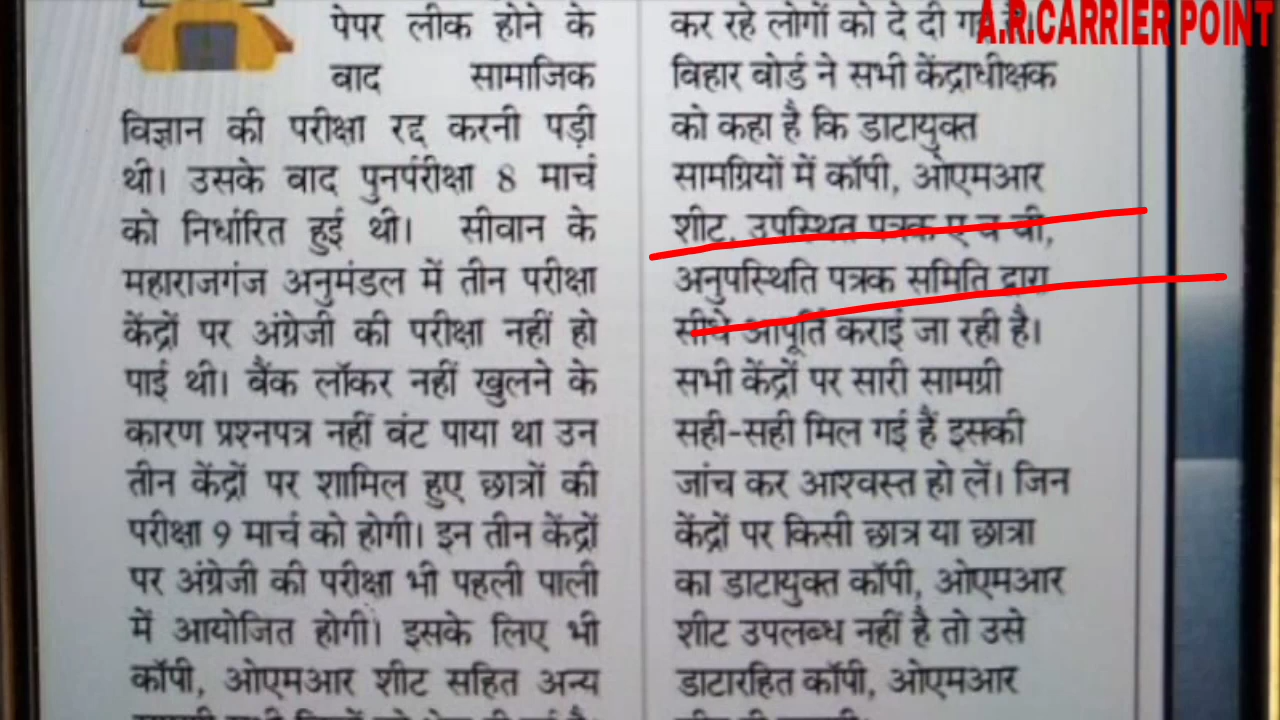 पेपर लीक होने के
वाद सामाजिक
विज्ञान की परीक्षा रद्द करनी पड़ी
थी। उसके वाद पुनर्परीक्षा 8 मार्च
को निर्धारित हुई थी। सीवान के
महाराजगंज अनुमंडल में तीन परीक्षा
केंद्रों पर अंग्रेजी की परीक्षा नहीं हो
पाई थी। बैंक लॉकर नहीं खुलने के
कारण प्रश्नपत्र नहीं वंट पाया था उन
तीन केंद्रों पर शामिल हुए छात्रों की
परीक्षा 9 मार्च को होगी। इन तीन केंद्रों
पर अंग्रेजी की परीक्षा भी पहली पाली
में आयोजित होगी। इसके लिए भी
कॉपी, ओएमआर शीट सहित अन्य
A.R.CARRIER POINT
कर रहे लोगों को दे दी
विहार वोर्ड ने सभी केंद्राधीक्षक
को कहा है कि डाटायुक्त
सामग्रियों में कॉपी, ओएमआर
शीट, उपस्थित पत्रक ए व वी,
अनुपस्थिति पत्रक समिति द्वारा
सीधे आपूर्ति कराई जा रही है।
सभी केंद्रों पर सारी सामग्री
सही-सही मिल गई हैं इसकी
जांच कर आश्वस्त हो लें। जिन
केंद्रों पर किसी छात्र या छात्रा
का डाटायुक्त कॉपी, ओएमआर
शीट उपलब्ध नहीं है तो उसे
डाटारहित कॉपी, ओएमआर